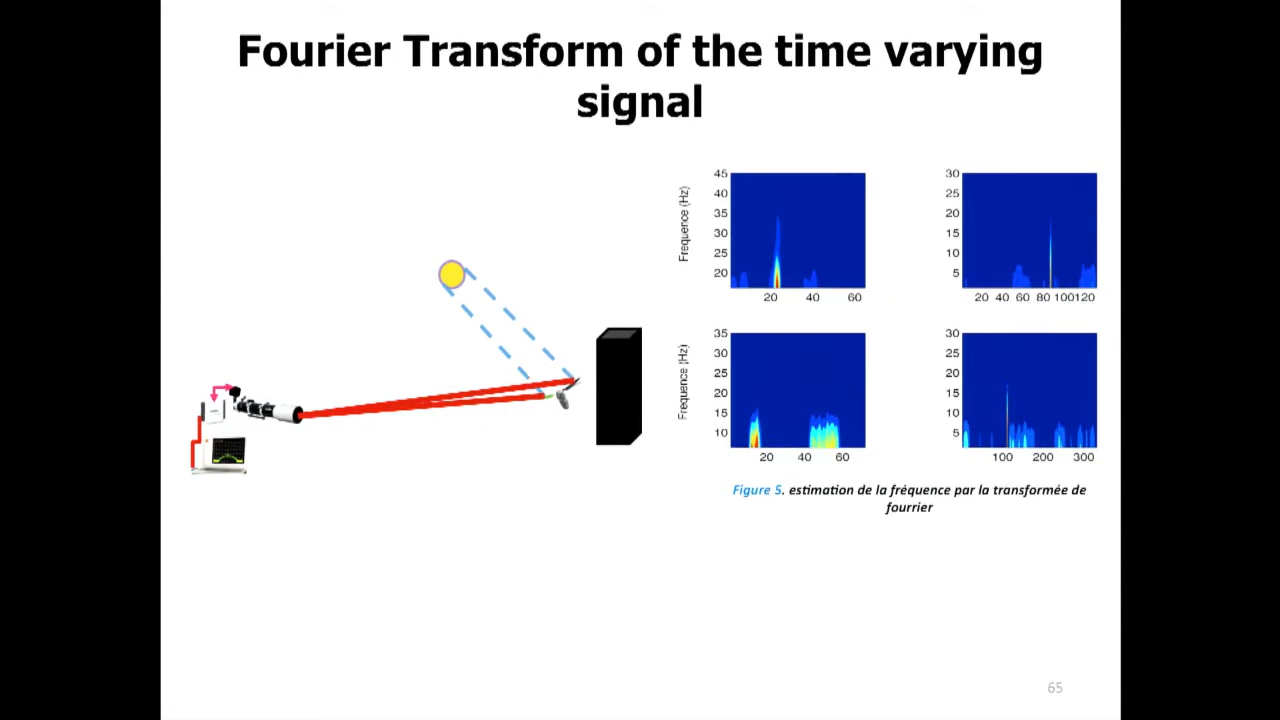 Fourier Transform of the time varying
signal
Frequence (Hz)
45
40
35
30
25
20
20 40 60
30
25
20
15
10
5
20 40 60 80 100120
Frequence (Hz)
35
30
25
20
15
10
20 40 60
30
25
20
15
10
5
100 200 300
Figure 5. estimation de la fréquence par la transformée de
fourrier
65